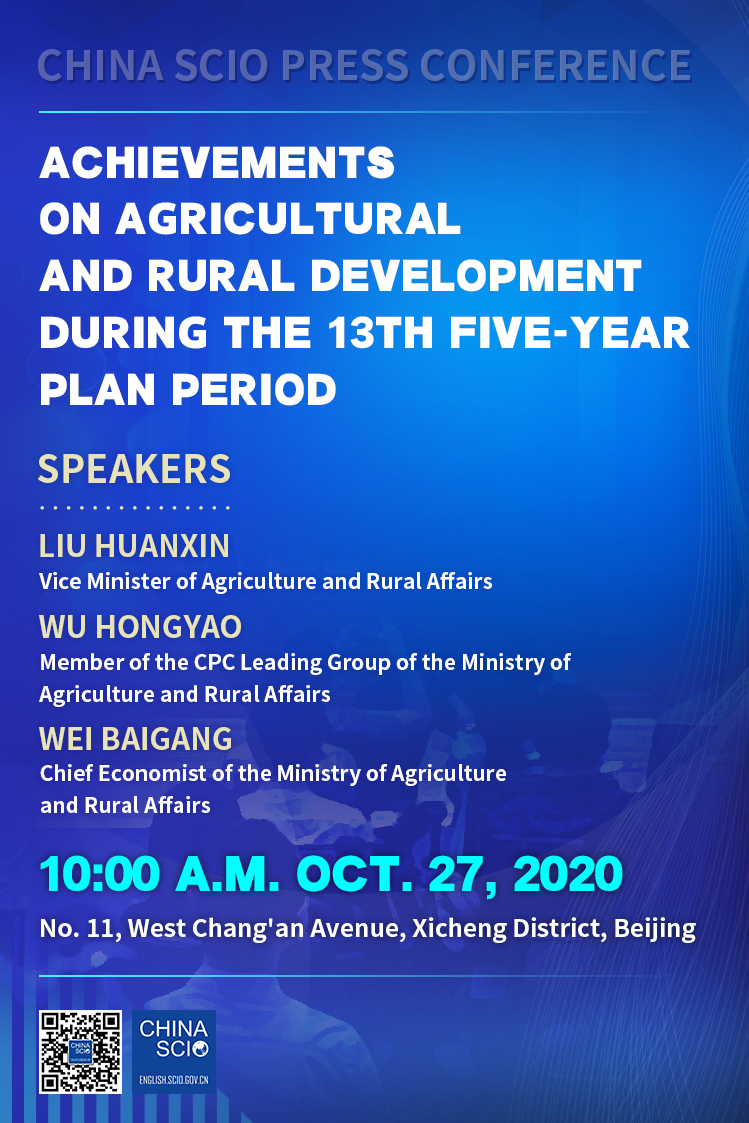 CHINA SCIO PRESS CONFERENCE
ACHIEVEMENTS
ON AGRICULTURAL
AND RURAL DEVELOPMENT
DURING THE 13TH FIVE-YEAR
PLAN PERIOD
SPEAKERS
LIU HUANXIN
Vice Minister of Agriculture and Rural Affairs
WU HONGYAO
Member of the CPC Leading Group of the Ministry of
Agriculture and Rural Affairs
WEI BAIGANG
Chief Economist of the Ministry of Agriculture
and Rural Affairs
10:00 A.M. OCT. 27, 2020
No. 11, West Chang'an Avenue, Xicheng District, Beijing
CHINA
SCIO
CHINA
SCIO
ENGLISH.SCIO.GOV.CN